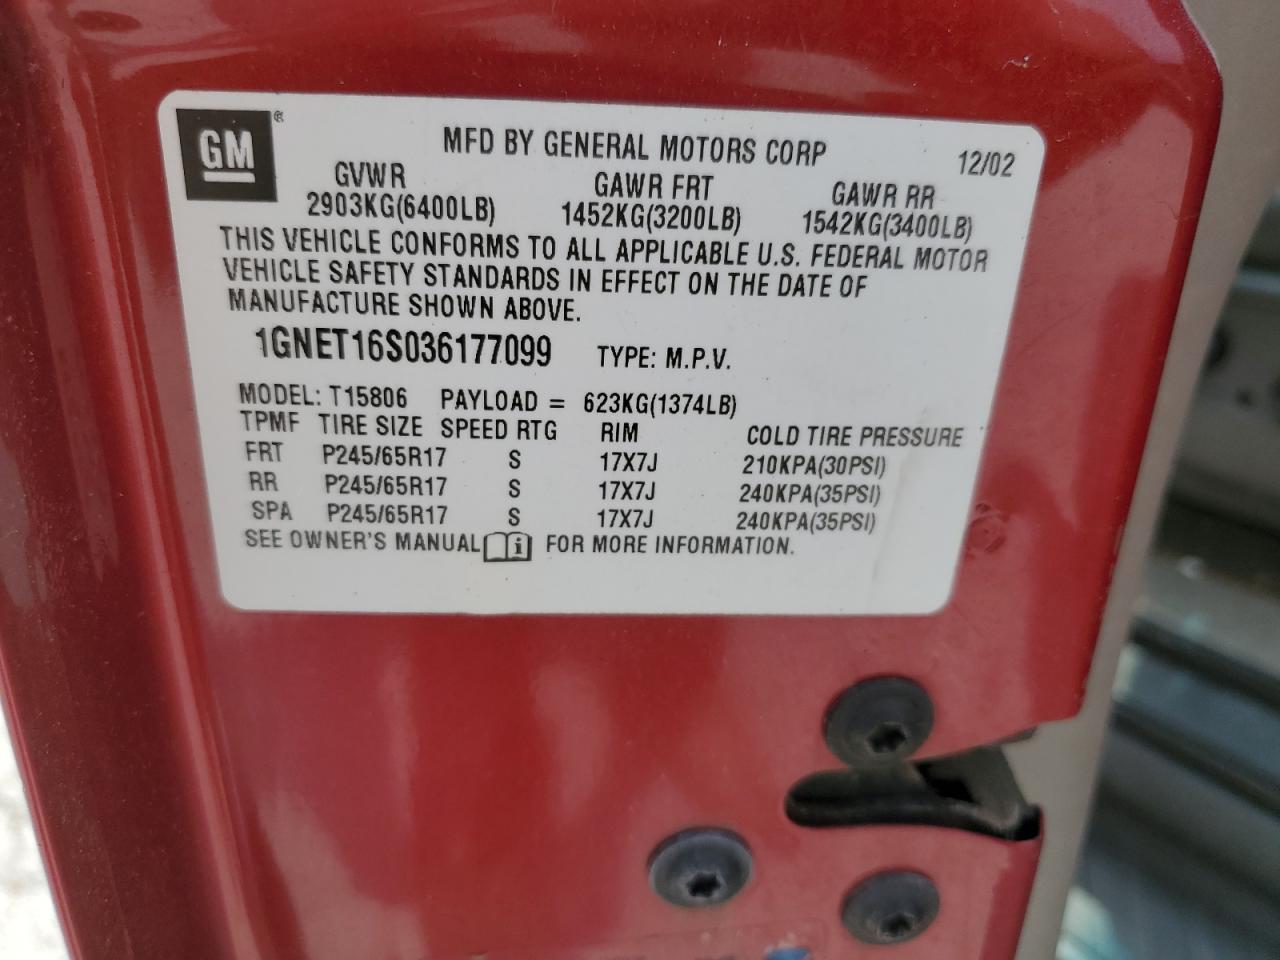 GM®
MFD BY GENERAL MOTORS CORP 12/02
GVWR GAWR FRT GAWR RR
2903KG(6400LB) 1452KG(3200LB) 1542KG(3400LB)
THIS VEHICLE CONFORMS TO ALL APPLICABLE U.S. FEDERAL MOTOR
VEHICLE SAFETY STANDARDS IN EFFECT ON THE DATE OF
MANUFACTURE SHOWN ABOVE.
1GNET16S036177099 TYPE: M.P.V.
MODEL: T15806 PAYLOAD = 623KG(1374LB)
TPMF TIRE SIZE SPEED RTG RIM COLD TIRE PRESSURE
FRT P245/65R17 S 17X7J 210KPA(30PSI)
RR P245/65R17 S 17X7J 240KPA(35PSI)
SPA P245/65R17 S 17X7J 240KPA(35PSI)
SEE OWNER'S MANUAL i FOR MORE INFORMATION.